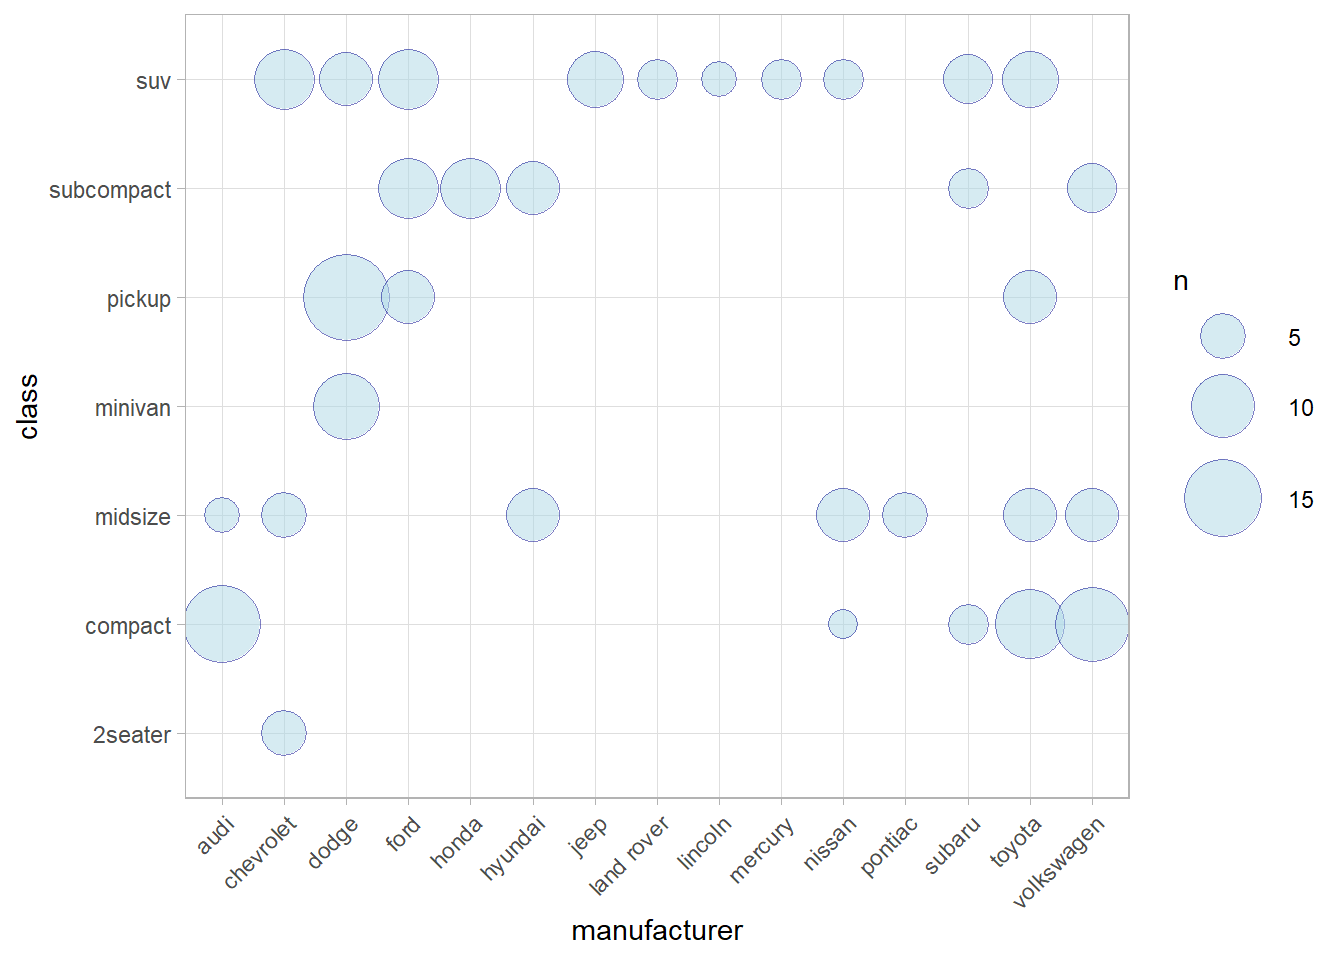 suv
subcompact
pickup
minivan
midsize
compact
2seater
class
audi
chevrolet
dodge
ford
honda
hyundai
jeep
land rover
lincoln
mercury
nissan
pontiac
subaru
toyota
volkswagen
manufacturer
n
5
10
15